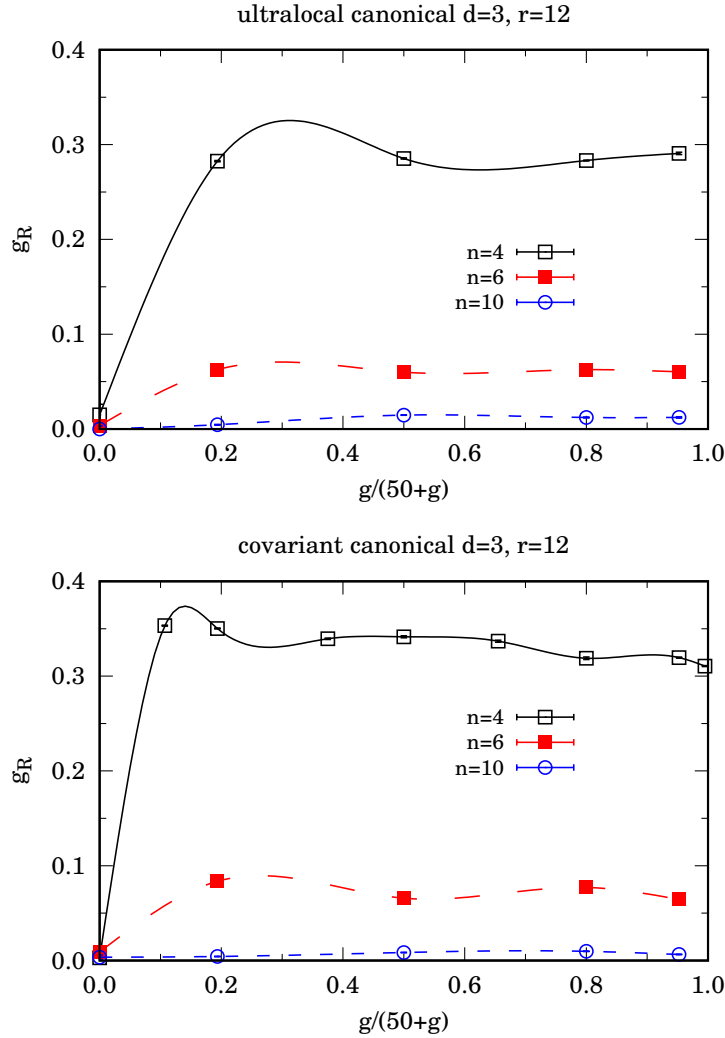 ultralocal canonical d=3, r=12
0.4
0.3
0.2
0.1
0.0
gR
n=4
n=6
n=10
0.0 0.2 0.4 0.6 0.8 1.0
g/(50+g)
covariant canonical d=3, r=12
0.4
0.3
0.2
0.1
0.0
gR
n=4
n=6
n=10
0.0 0.2 0.4 0.6 0.8 1.0
g/(50+g)